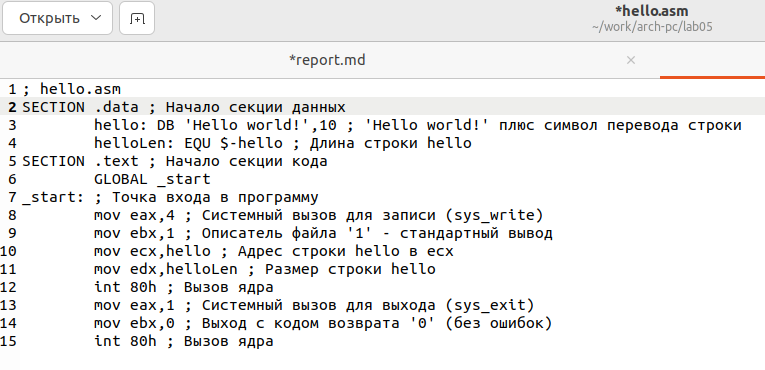 Открыть
*hello.asm
~/work/arch-pc/lab05
*report.md
1 ; hello.asm
2 SECTION .data ; Начало секции данных
3 hello: DB 'Hello world!',10 ; 'Hello world!' плюс символ перевода строки
4 helloLen: EQU $-hello ; Длина строки hello
5 SECTION .text ; Начало секции кода
6 GLOBAL _start
7 _start: ; Точка входа в программу
8 mov eax,4 ; Системный вызов для записи (sys_write)
9 mov ebx,1 ; Описатель файла '1' - стандартный вывод
10 mov ecx,hello ; Адрес строки hello в ecx
11 mov edx,helloLen ; Размер строки hello
12 int 80h ; Вызов ядра
13 mov eax,1 ; Системный вызов для выхода (sys_exit)
14 mov ebx,0 ; Выход с кодом возврата '0' (без ошибок)
15 int 80h ; Вызов ядра